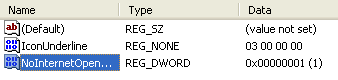 Name Type Data
(Default) REG_SZ (value not set)
IconUnderline REG_NONE 03 00 00 00
NoInternetOpen... REG_DWORD 0x00000001 (1)